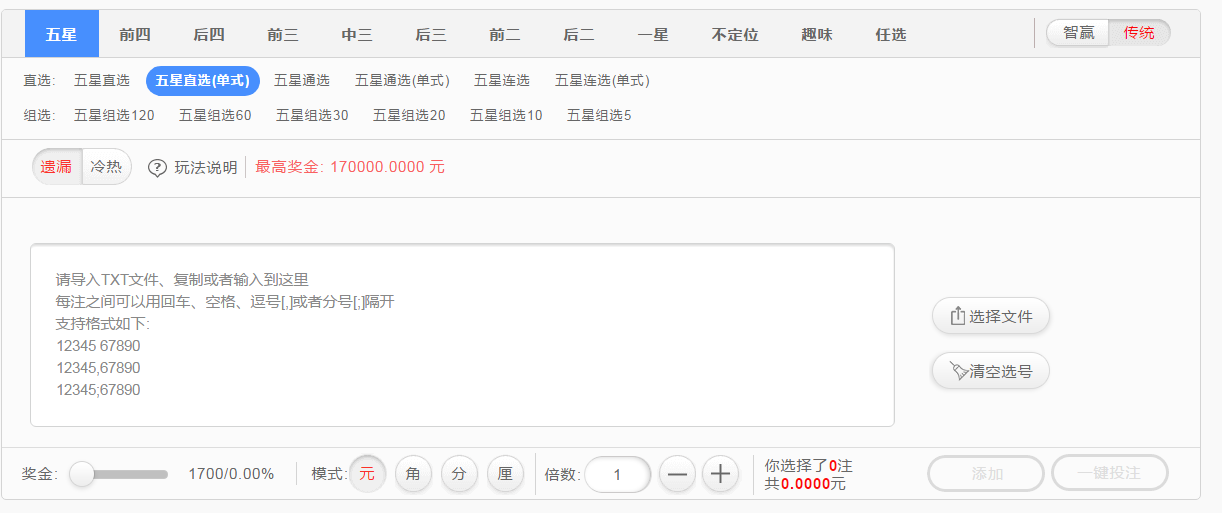 五星 前四 后四 前三 中三 后三 前二 后二 一星 不定位 趣味 任选 智赢 传统
直选: 五星直选 五星直选(单式) 五星通选 五星通选(单式) 五星连选 五星连选(单式)
组选: 五星组选120 五星组选60 五星组选30 五星组选20 五星组选10 五星组选5
遗漏 冷热 ? 玩法说明 最高奖金: 170000.0000 元
请导入TXT文件、复制或者输入到这里
每注之间可以用回车、空格、逗号[,]或者分号[;]隔开
支持格式如下:
12345 67890
12345,67890
12345;67890
选择文件
清空选号
奖金: 1700/0.00% 模式: 元 角 分 厘 倍数: 1
你选择了0注
共0.0000元
添加 一键投注